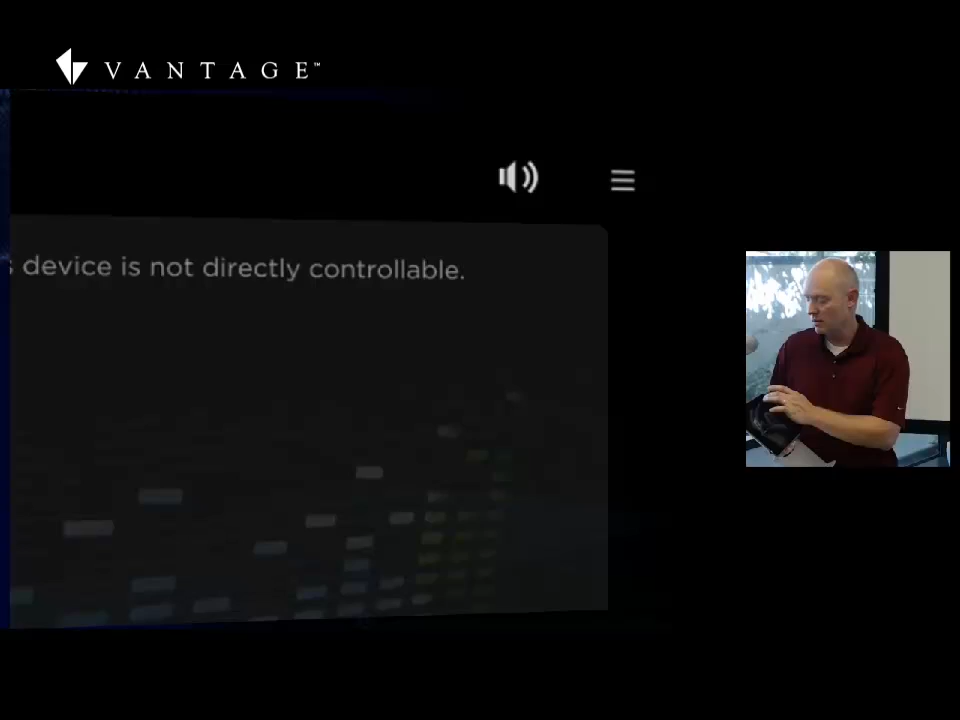 VANTAGE™
device is not directly controllable.